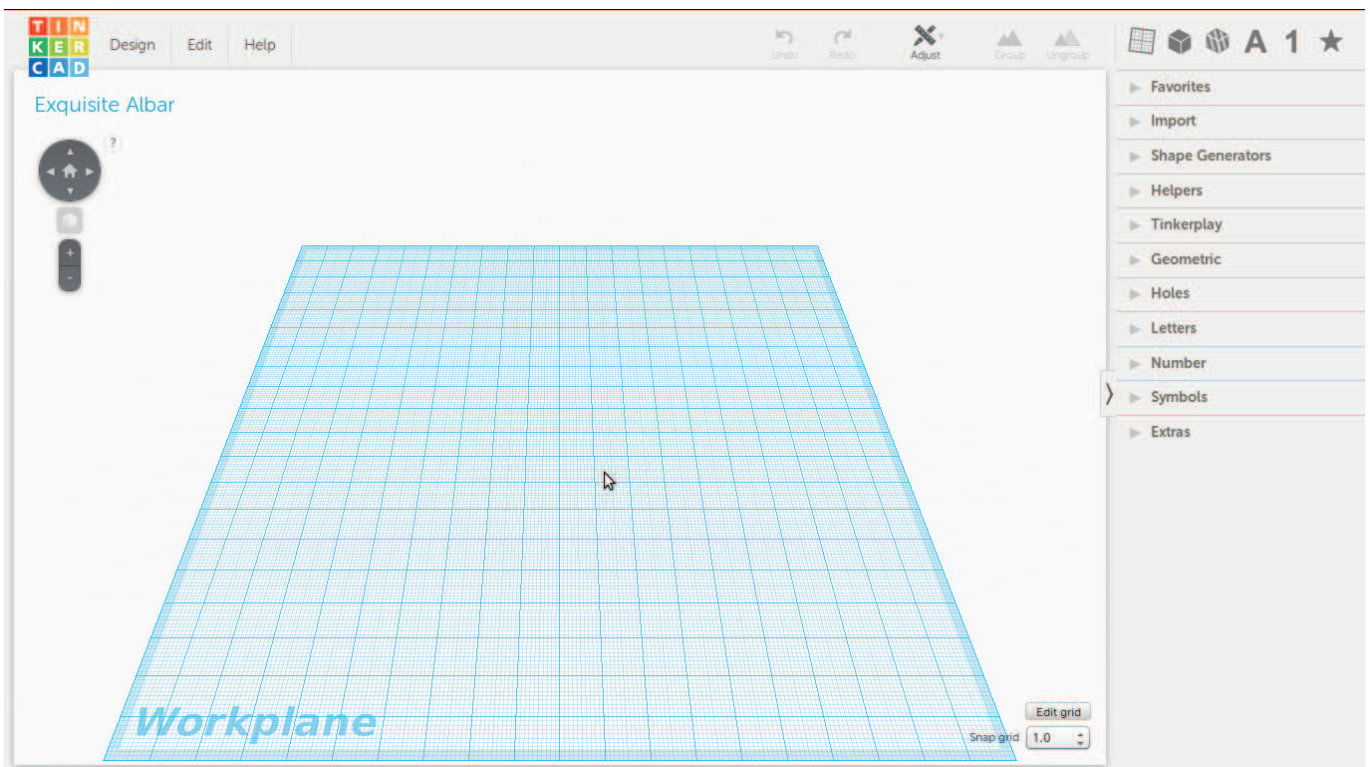 TIN
KER
CAD
Design Edit Help
Undo Redo Adjust Group Ungroup
A 1
Exquisite Albar
?
+
-
Favorites
Import
Shape Generators
Helpers
Tinkerplay
Geometric
Holes
Letters
Number
Symbols
Extras
Workplane
Edit grid
Snap grid 1.0